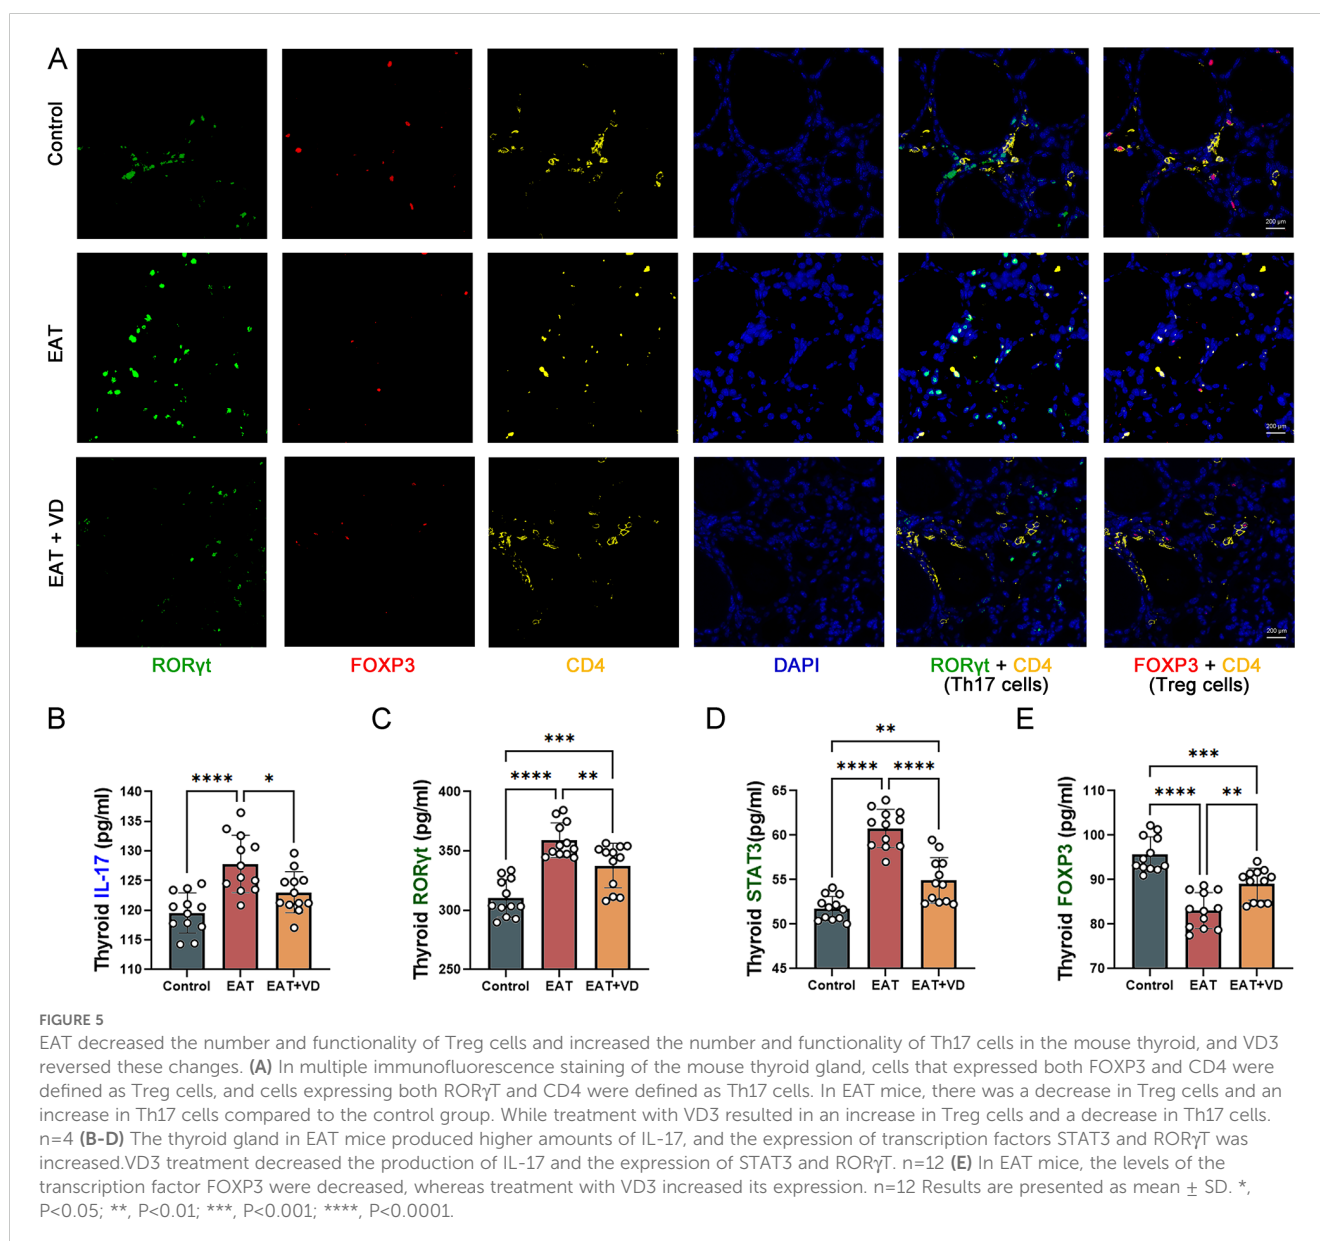 A
Control
200 µm
200 µm
EAT
200 µm
200 µm
EAT + VD
200 µm
200 µm
RORγt
FOXP3
CD4
DAPI
RORγt + CD4
(Th17 cells)
FOXP3 + CD4
(Treg cells)
B
Thyroid IL-17 (pg/ml)
140
135
130
125
120
115
110
**** *
Control EAT EAT+VD
C
Thyroid RORγt (pg/ml)
400
350
300
250
***
**** **
Control EAT EAT+VD
D
Thyroid STAT3(pg/ml)
65
60
55
50
45
**
**** ****
Control EAT EAT+VD
E
Thyroid FOXP3 (pg/ml)
110
100
90
80
70
***
**** **
Control EAT EAT+VD
FIGURE 5
EAT decreased the number and functionality of Treg cells and increased the number and functionality of Th17 cells in the mouse thyroid, and VD3
reversed these changes. (A) In multiple immunofluorescence staining of the mouse thyroid gland, cells that expressed both FOXP3 and CD4 were
defined as Treg cells, and cells expressing both RORγT and CD4 were defined as Th17 cells. In EAT mice, there was a decrease in Treg cells and an
increase in Th17 cells compared to the control group. While treatment with VD3 resulted in an increase in Treg cells and a decrease in Th17 cells.
n=4 (B-D) The thyroid gland in EAT mice produced higher amounts of IL-17, and the expression of transcription factors STAT3 and RORγT was
increased.VD3 treatment decreased the production of IL-17 and the expression of STAT3 and RORγT. n=12 (E) In EAT mice, the levels of the
transcription factor FOXP3 were decreased, whereas treatment with VD3 increased its expression. n=12 Results are presented as mean ± SD. *,
P<0.05; **, P<0.01; ***, P<0.001; ****, P<0.0001.